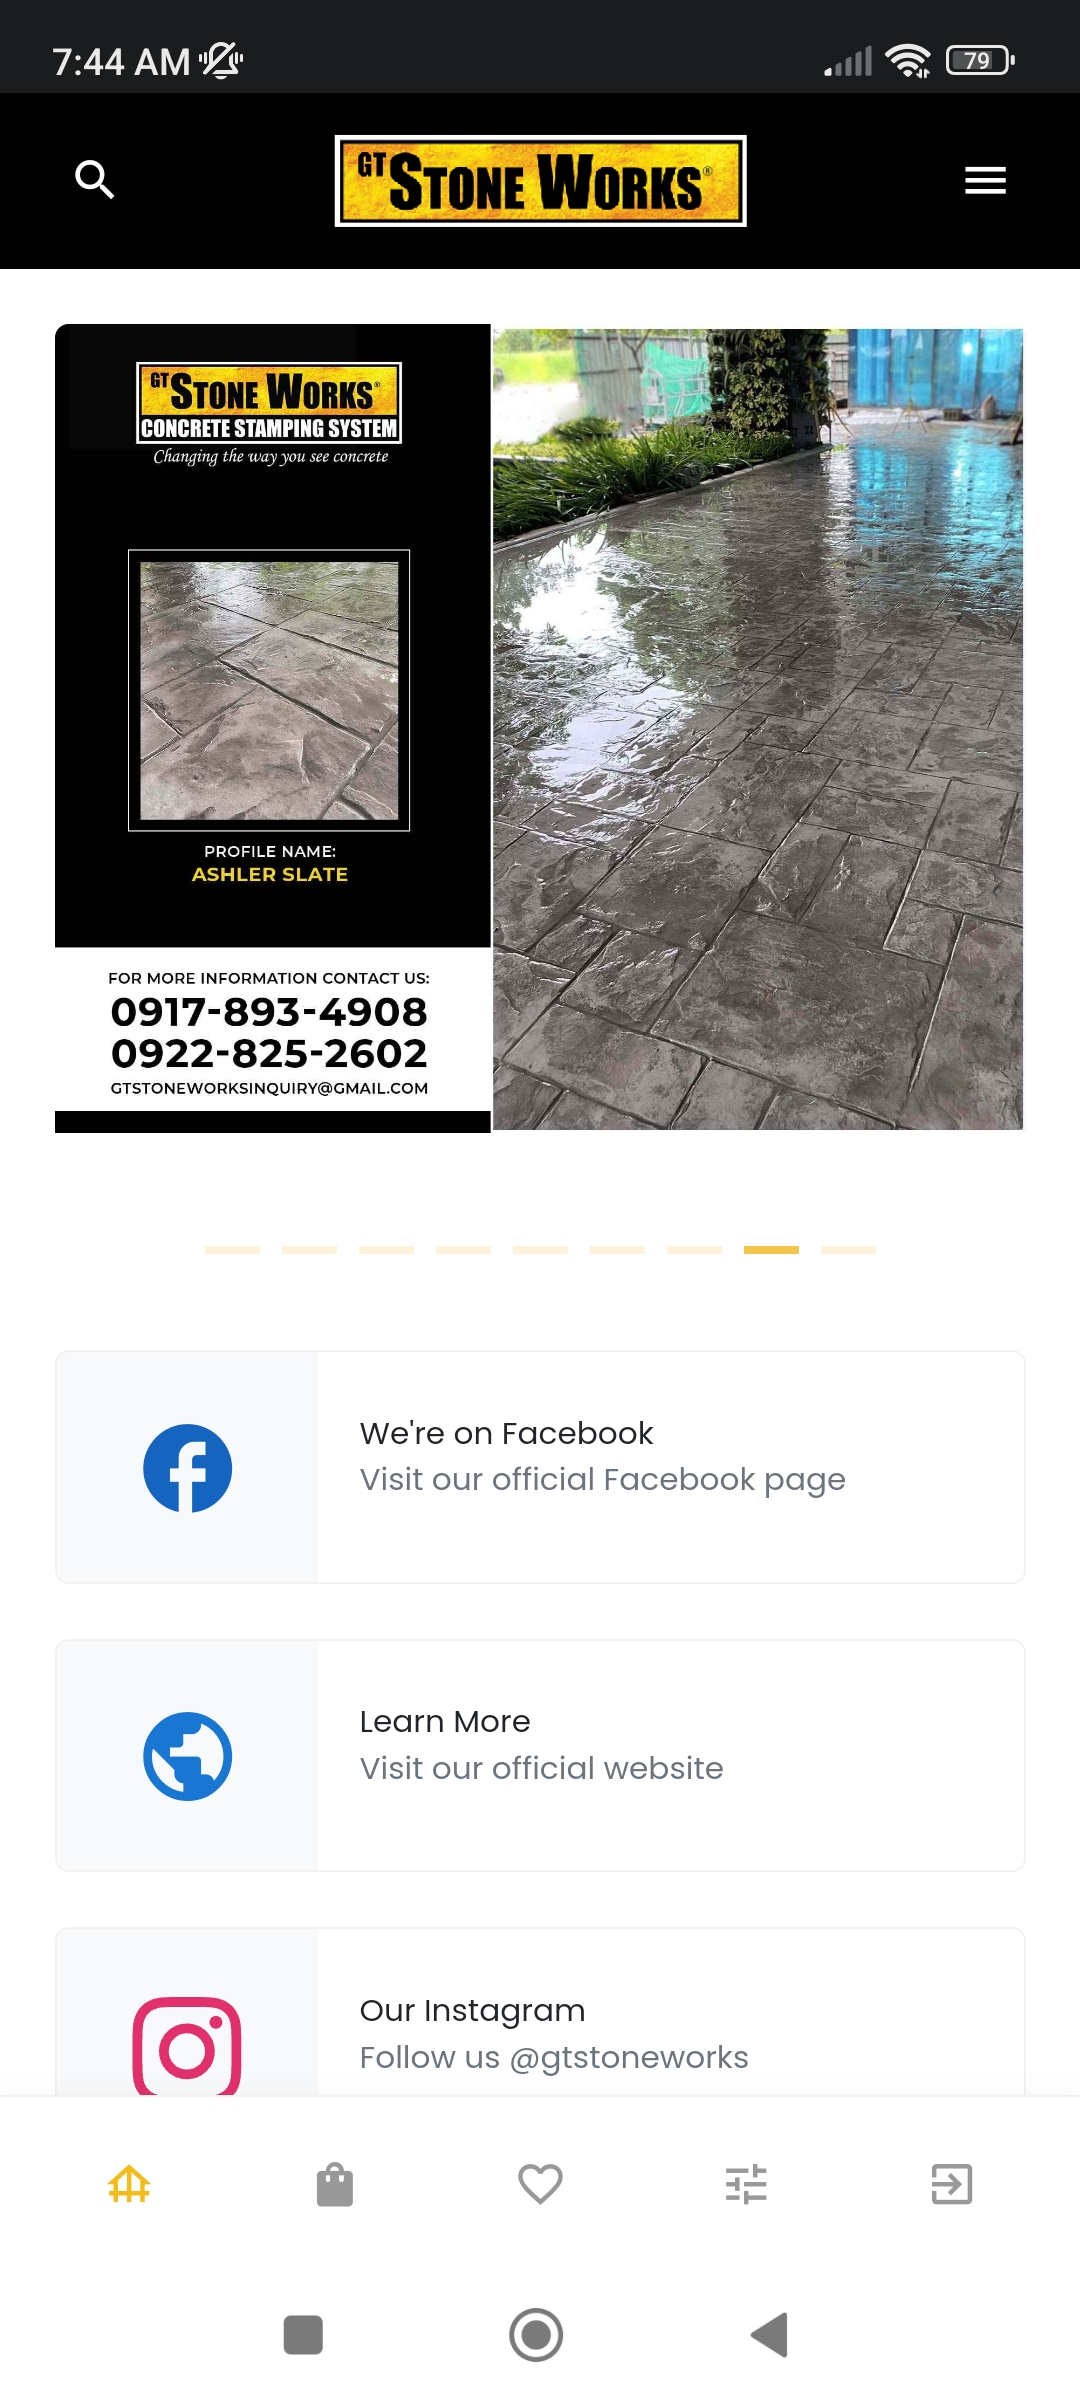 7:44 AM
79
GT STONE WORKS®
GT STONE WORKS®
CONCRETE STAMPING SYSTEM
Changing the way you see concrete
PROFILE NAME:
ASHLER SLATE
FOR MORE INFORMATION CONTACT US:
0917-893-4908
0922-825-2602
GTSTONEWORKSINQUIRY@GMAIL.COM
We're on Facebook
Visit our official Facebook page
Learn More
Visit our official website
Our Instagram
Follow us @gtstoneworks